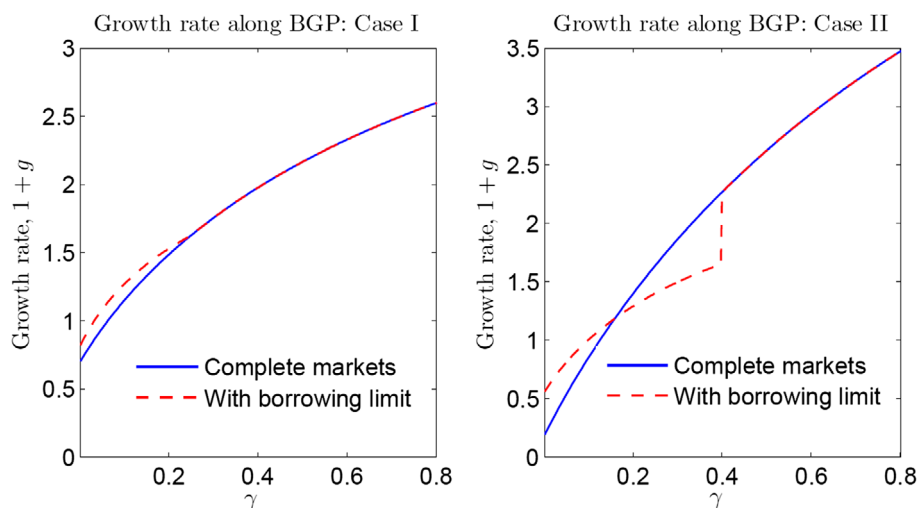 Growth rate along BGP: Case I
Growth rate, 1 + g
3
2.5
2
1.5
1
0.5
0
0.2
0.4
0.6
0.8
γ
Complete markets
With borrowing limit
Growth rate along BGP: Case II
Growth rate, 1 + g
3.5
3
2.5
2
1.5
1
0.5
0
0
0.2
0.4
0.6
0.8
γ
Complete markets
With borrowing limit